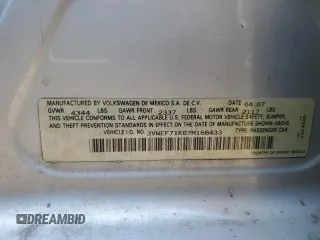 MANUFACTURED BY VOLKSWAGEN DE MEXICO S.A. DE C.V. DATE 04.07
GVWR 4344 LBS GAWR FRONT 2337 LBS GAWR REAR 2117 LBS
THIS VEHICLE CONFORMS TO ALL APPLICABLE U.S. FEDERAL MOTOR VEHICLE
SAFETY, BUMPER, AND THEFT PREVENTION STANDARDS IN EFFECT
ON THE DATE OF MANUFACTURE SHOWN ABOVE.
VEHICLE I.D. NO. 3VWEF71K07M168433 TYPE: PASSENGER CAR
DREAMBID